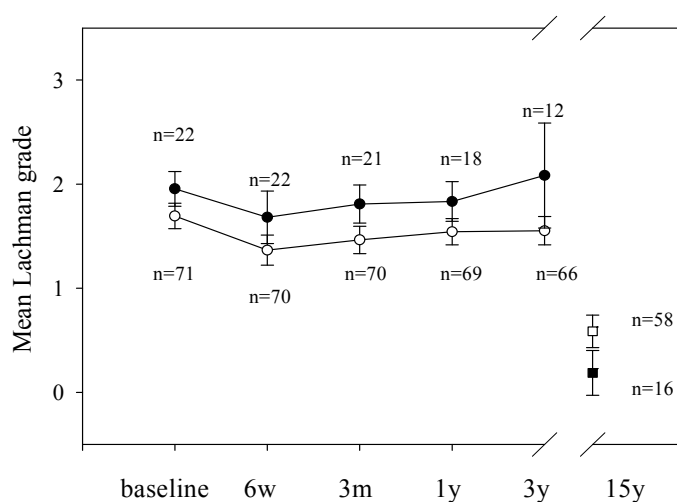 3
n=12
n=22
n=22
n=21
n=18
2
n=71
n=70
n=70
n=69
n=66
1
n=58
n=16
0
Mean Lachman grade
baseline 6w 3m 1y 3y 15y